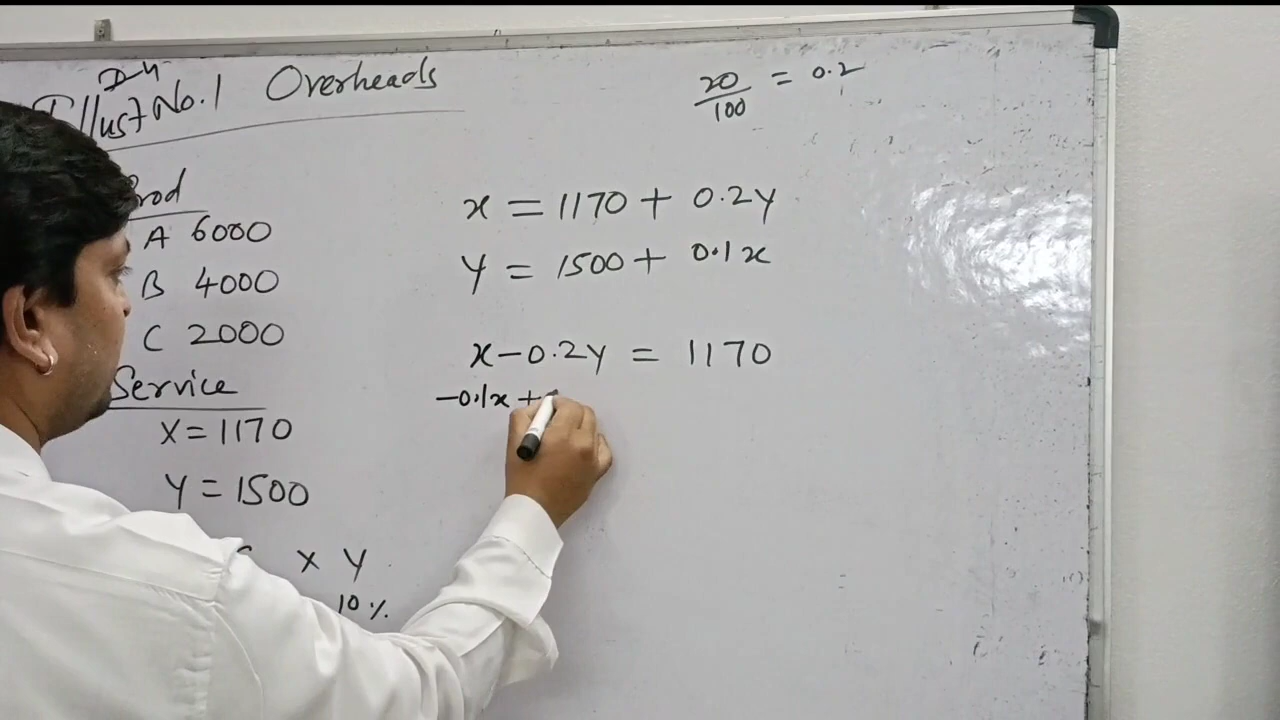 D4
Illust No.1 Overheads
20/100 = 0.2
Prod
A 6000
B 4000
C 2000
Service
X = 1170
Y = 1500
X Y
10%
x = 1170 + 0.2y
y = 1500 + 0.1x
x - 0.2y = 1170
-0.1x +